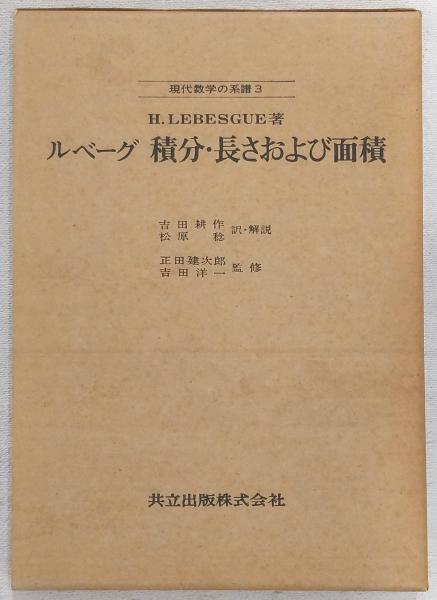 現代数学の系譜3
H.LEBESGUE著
ルベーグ 積分・長さおよび面積
吉田耕作
松原稔 訳・解説
正田建次郎
吉田洋一 監修
共立出版株式会社